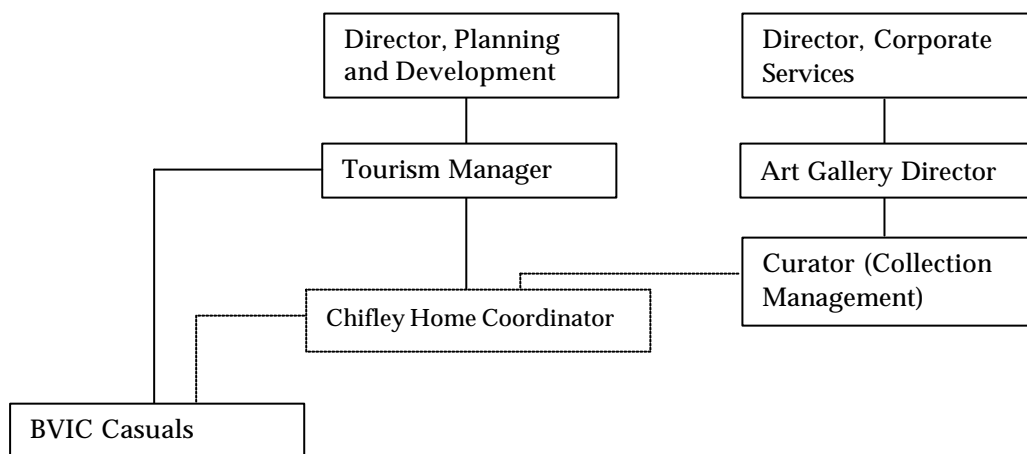 Director, Planning
and Development
Director, Corporate
Services
Tourism Manager
Art Gallery Director
Curator (Collection
Management)
Chifley Home Coordinator
BVIC Casuals